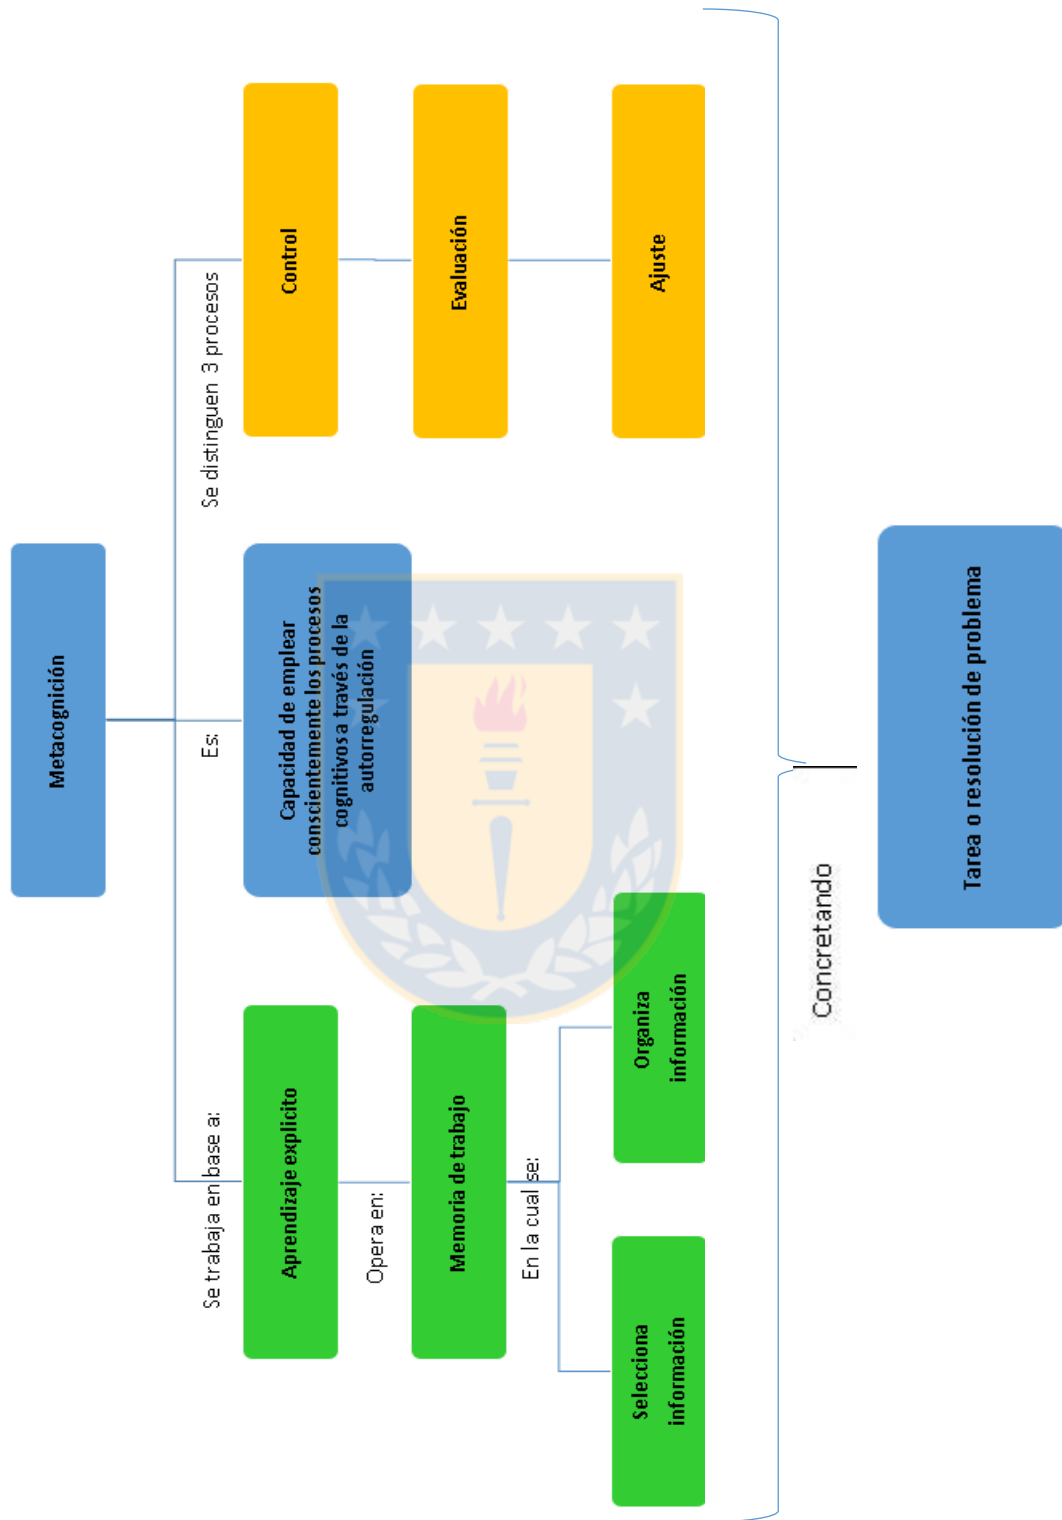 Metacognición
Se trabaja en base a:
Es:
Se distinguen 3 procesos
Aprendizaje explicito
Capacidad de emplear
conscientemente los procesos
cognitivos a través de la
autorregulación
Control
Opera en:
Memoria de trabajo
Evaluación
En la cual se:
Selecciona
información
Organiza
información
Ajuste
Concretando
Tarea o resolución de problema